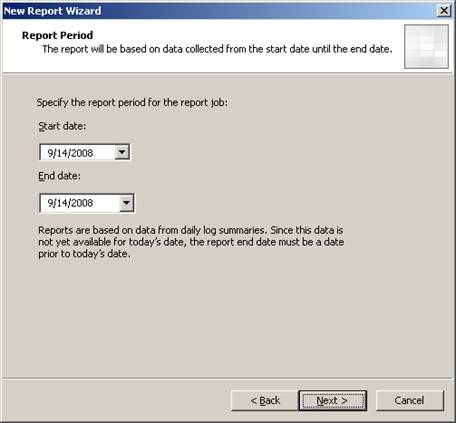 New Report Wizard
Report Period
The report will be based on data collected from the start date until the end date.
Specify the report period for the report job:
Start date:
9/14/2008
End date:
9/14/2008
Reports are based on data from daily log summaries. Since this data is
not yet available for today's date, the report end date must be a date
prior to today's date.
< Back Next > Cancel